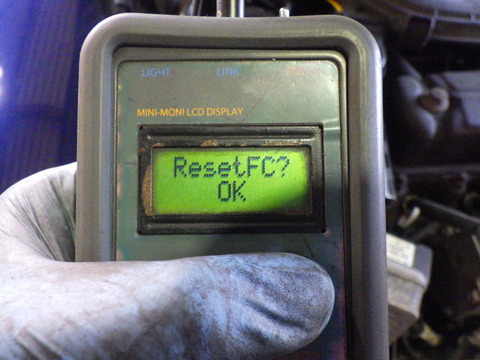 LIGHT LINK
MINI-MONI LCD DISPLAY
ResetFC?
OK